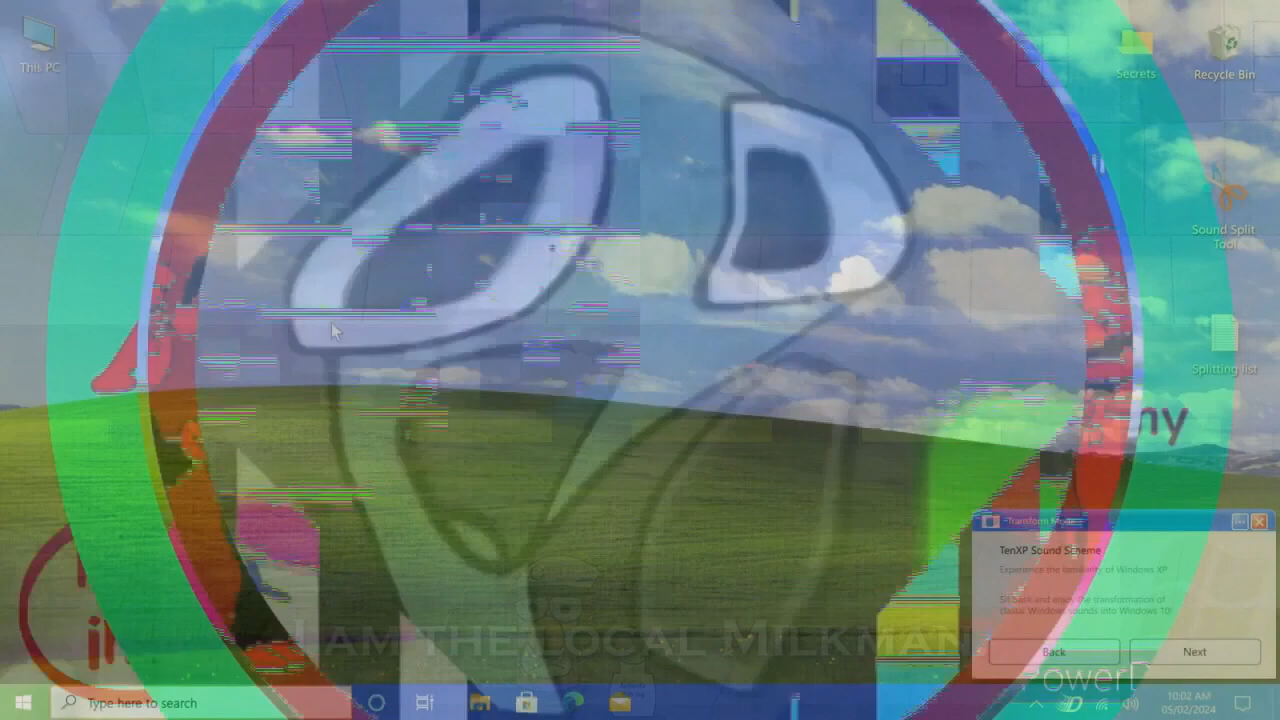 This PC
Secrets
Recycle Bin
Sound Split
Tool
Splitting list
ny
Transform Mode
TenXP Sound Scheme
Experience the familiarity of Windows XP
Sit back and enjoy the transformation of
classic Windows sounds into Windows 10!
I am the Local Milkman
Back
Next
Type here to search
10:02 AM
05/02/2024